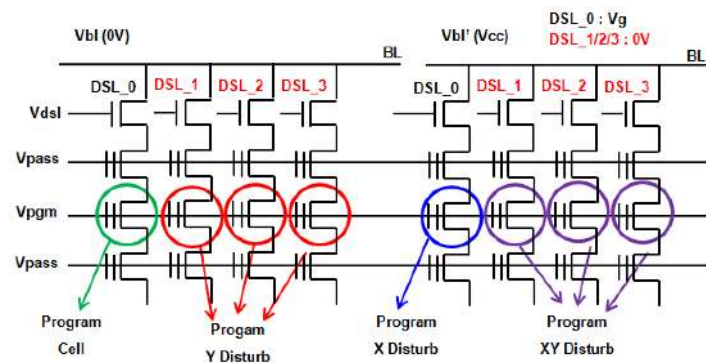 Vbl (0V)
Vbl' (Vcc)
DSL_0 : Vg
DSL_1/2/3 : 0V
BL
BL
DSL_0
DSL_1
DSL_2
DSL_3
DSL_0
DSL_1
DSL_2
DSL_3
Vdsl
Vpass
Vpgm
Vpass
Program
Cell
Progam
Y Disturb
Program
X Disturb
Program
XY Disturb